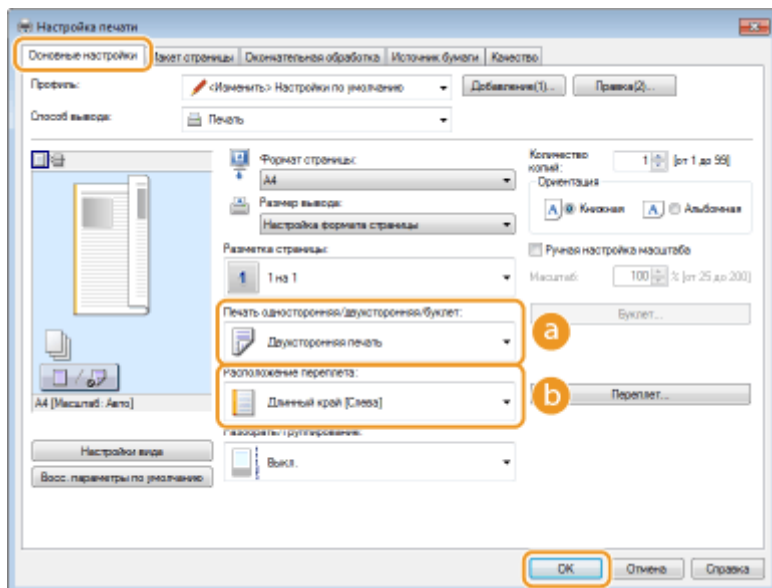 Настройка печати
Основные настройки Макет страницы Окончательная обработка Источник бумаги Качество
Профиль: <Изменить> Настройки по умолчанию Добавление(1)... Правка(2)...
Способ вывода: Печать
Формат страницы: Количество копий: 1 [от 1 до 99]
A4
Ориентация
Размер вывода: A Книжная A Альбомная
Настройка формата страницы
Разметка страницы: Ручная настройка масштаба
1 1 на 1 Масштаб: 100 % [от 25 до 200]
Печать односторонняя/двухсторонняя/буклет: Буклет...
Двухсторонняя печать a
Расположение переплета:
A4 [Масштаб: Авто] Длинный край [Слева] b Переплет...
Разобрать/Группирование:
Настройки вида Выкл.
Восс. параметры по умолчанию
OK Отмена Справка